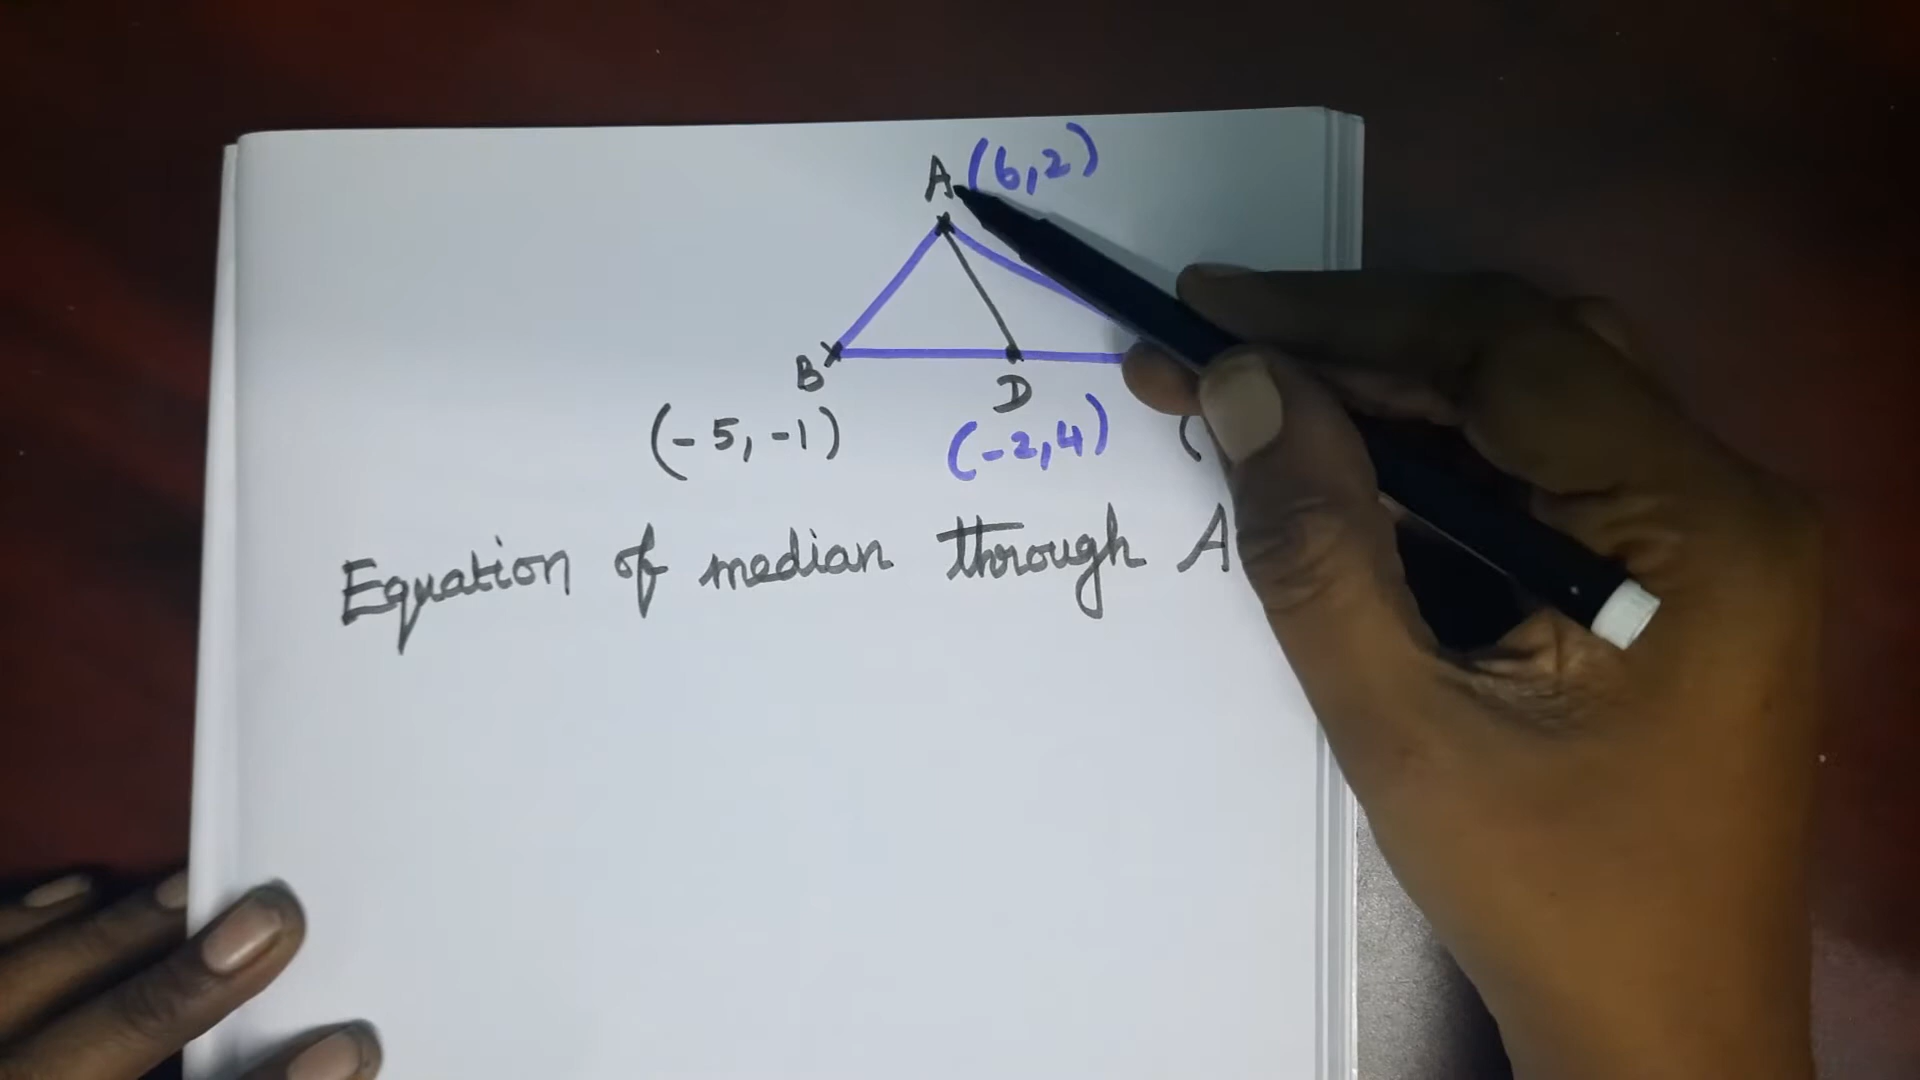 A (6,2)
B
D
(-5,-1) (-2,4) (
Equation of median through A